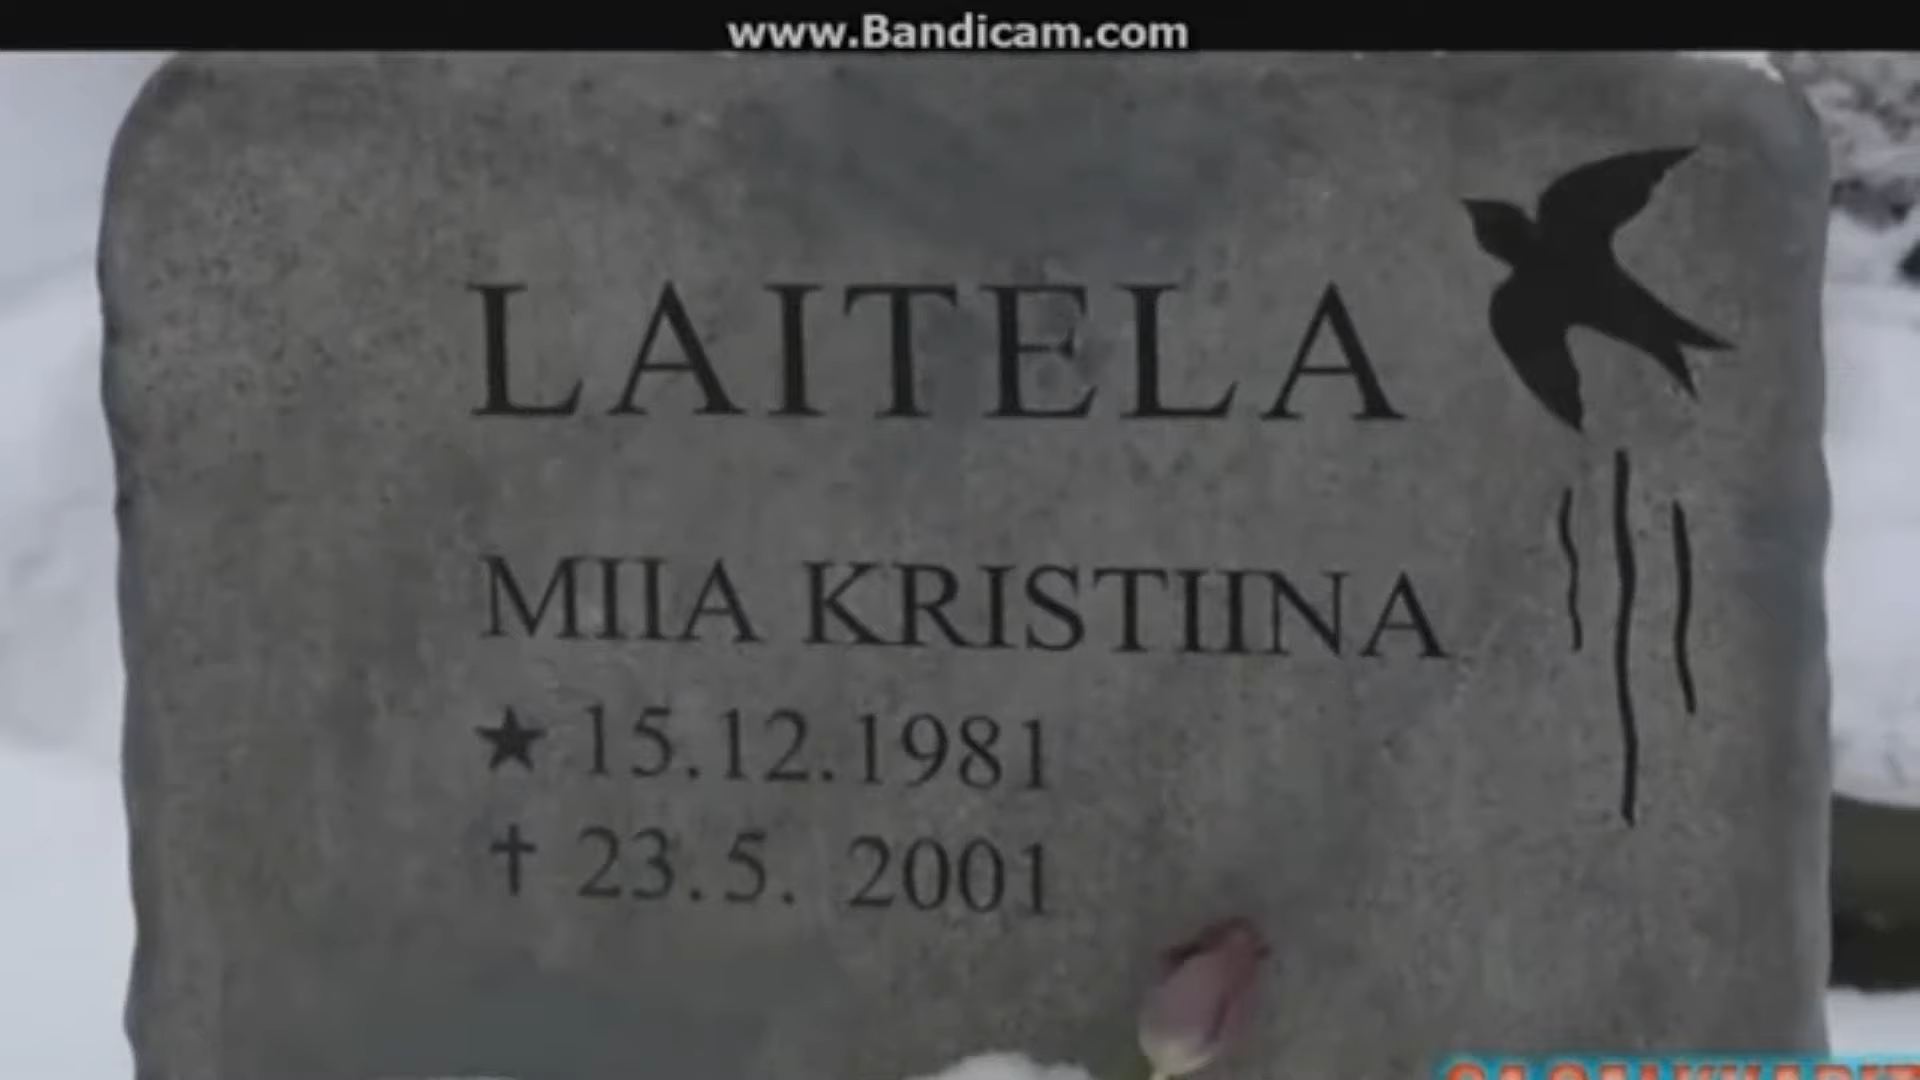 www.Bandicam.com
LAITELA
MIIA KRISTIINA
★ 15.12.1981
† 23.5. 2001